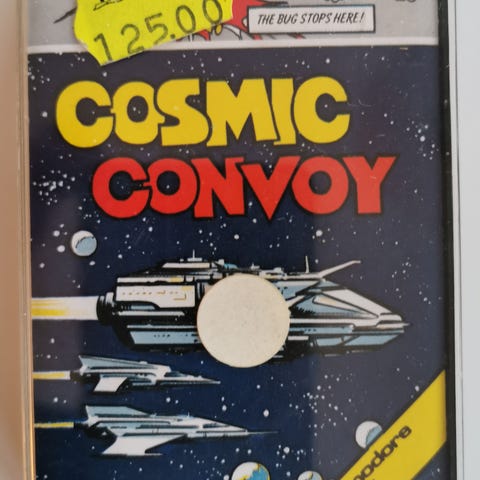 125.00
THE BUG STOPS HERE!
COSMIC
CONVOY